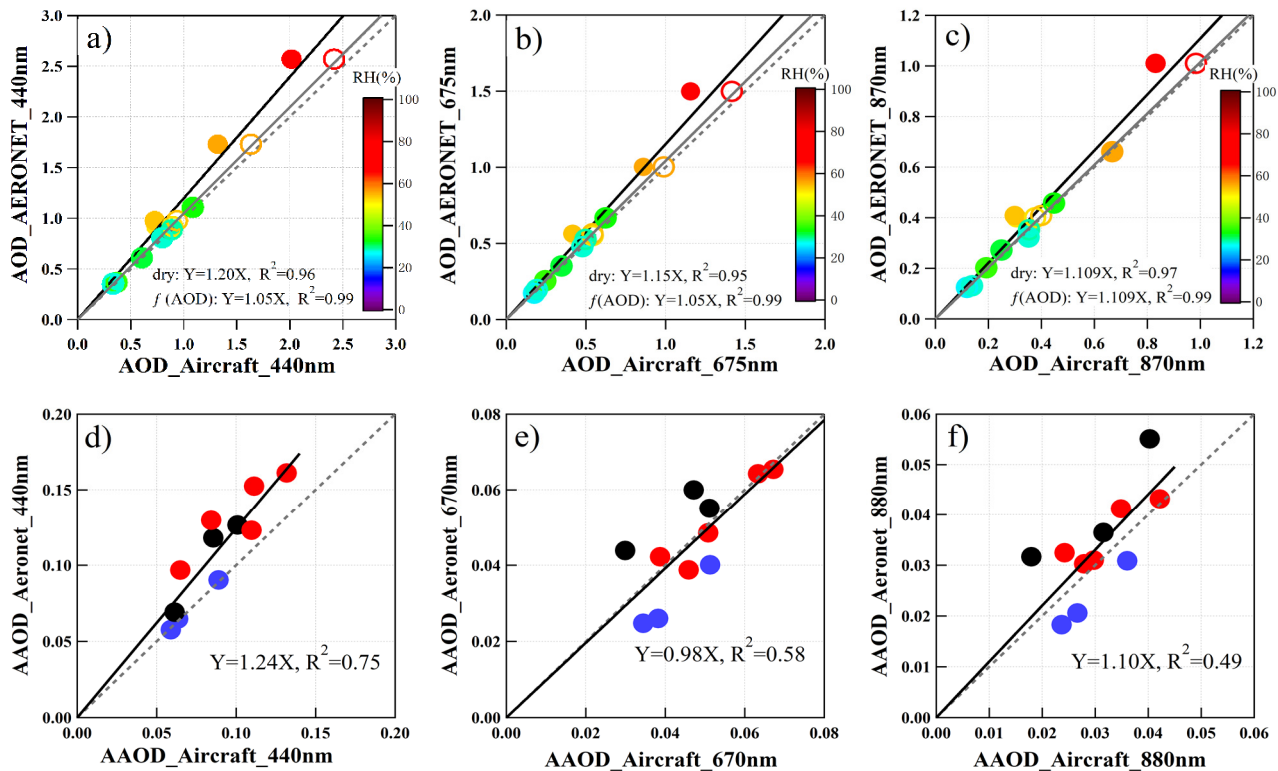 a)
AOD_AERONET_440nm
3.0
2.5
2.0
1.5
1.0
0.5
0.0
RH(%)
100
80
60
40
20
0
dry: Y=1.20X, R²=0.96
f(AOD): Y=1.05X, R²=0.99
0.0 0.5 1.0 1.5 2.0 2.5 3.0
AOD_Aircraft_440nm
b)
AOD_AERONET_675nm
2.0
1.5
1.0
0.5
0.0
RH(%)
100
80
60
40
20
0
dry: Y=1.15X, R²=0.95
f(AOD): Y=1.05X, R²=0.99
0.0 0.5 1.0 1.5 2.0
AOD_Aircraft_675nm
c)
AOD_AERONET_870nm
1.2
1.0
0.8
0.6
0.4
0.2
0.0
RH(%)
100
80
60
40
20
0
dry: Y=1.109X, R²=0.97
f(AOD): Y=1.109X, R²=0.99
0.0 0.2 0.4 0.6 0.8 1.0 1.2
AOD_Aircraft_870nm
d)
AAOD_Aeronet_440nm
0.20
0.15
0.10
0.05
0.00
Y=1.24X, R²=0.75
0.00 0.05 0.10 0.15 0.20
AAOD_Aircraft_440nm
e)
AAOD_Aeronet_670nm
0.08
0.06
0.04
0.02
0.00
Y=0.98X, R²=0.58
0.00 0.02 0.04 0.06 0.08
AAOD_Aircraft_670nm
f)
AAOD_Aeronet_880nm
0.06
0.05
0.04
0.03
0.02
0.01
0.00
Y=1.10X, R²=0.49
0.00 0.01 0.02 0.03 0.04 0.05 0.06
AAOD_Aircraft_880nm